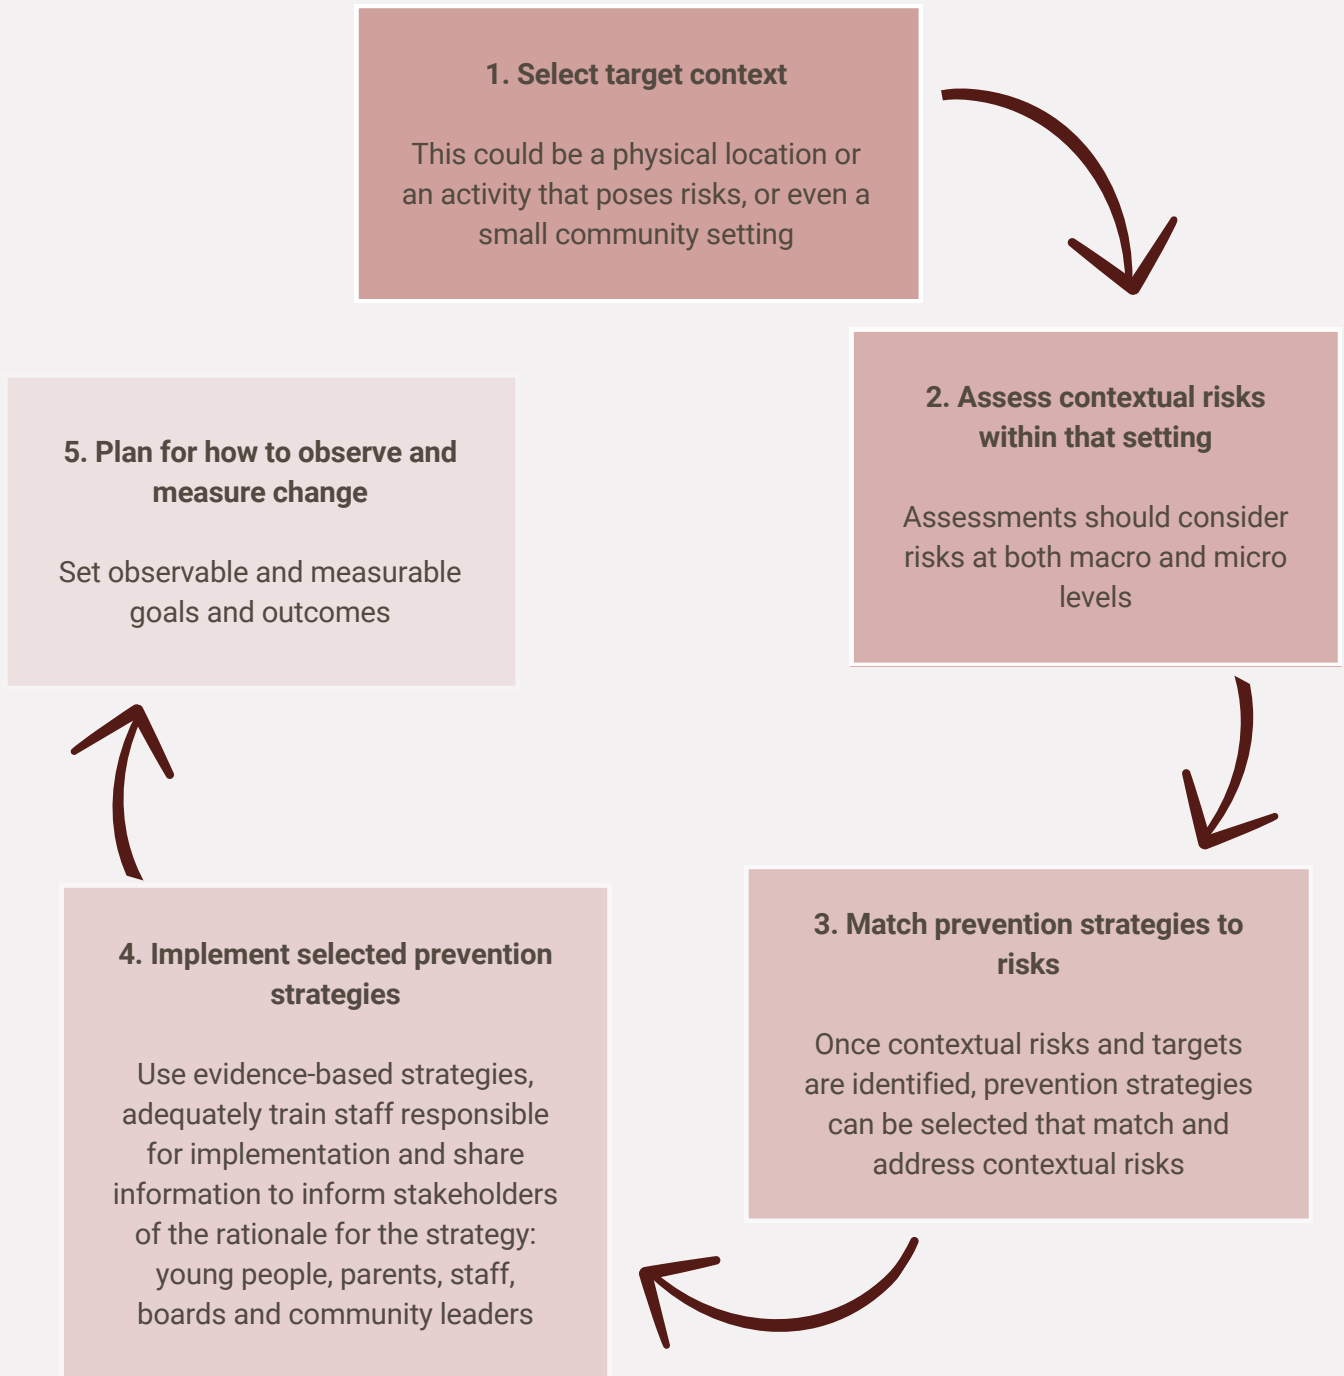 1. Select target context
This could be a physical location or
an activity that poses risks, or even a
small community setting
2. Assess contextual risks
within that setting
Assessments should consider
risks at both macro and micro
levels
3. Match prevention strategies to
risks
Once contextual risks and targets
are identified, prevention strategies
can be selected that match and
address contextual risks
4. Implement selected prevention
strategies
Use evidence-based strategies,
adequately train staff responsible
for implementation and share
information to inform stakeholders
of the rationale for the strategy:
young people, parents, staff,
boards and community leaders
5. Plan for how to observe and
measure change
Set observable and measurable
goals and outcomes